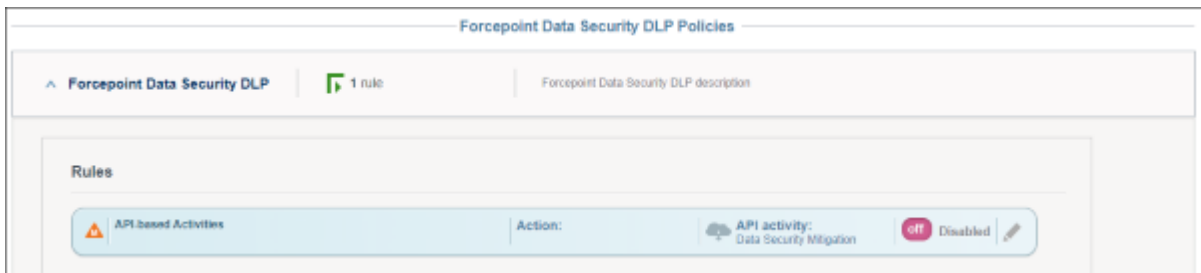 Forcepoint Data Security DLP Policies
Forcepoint Data Security DLP
1 rule
Forcepoint Data Security DLP description
Rules
API-based Activities
Action:
API activity:
Data Security Mitigation
off
Disabled